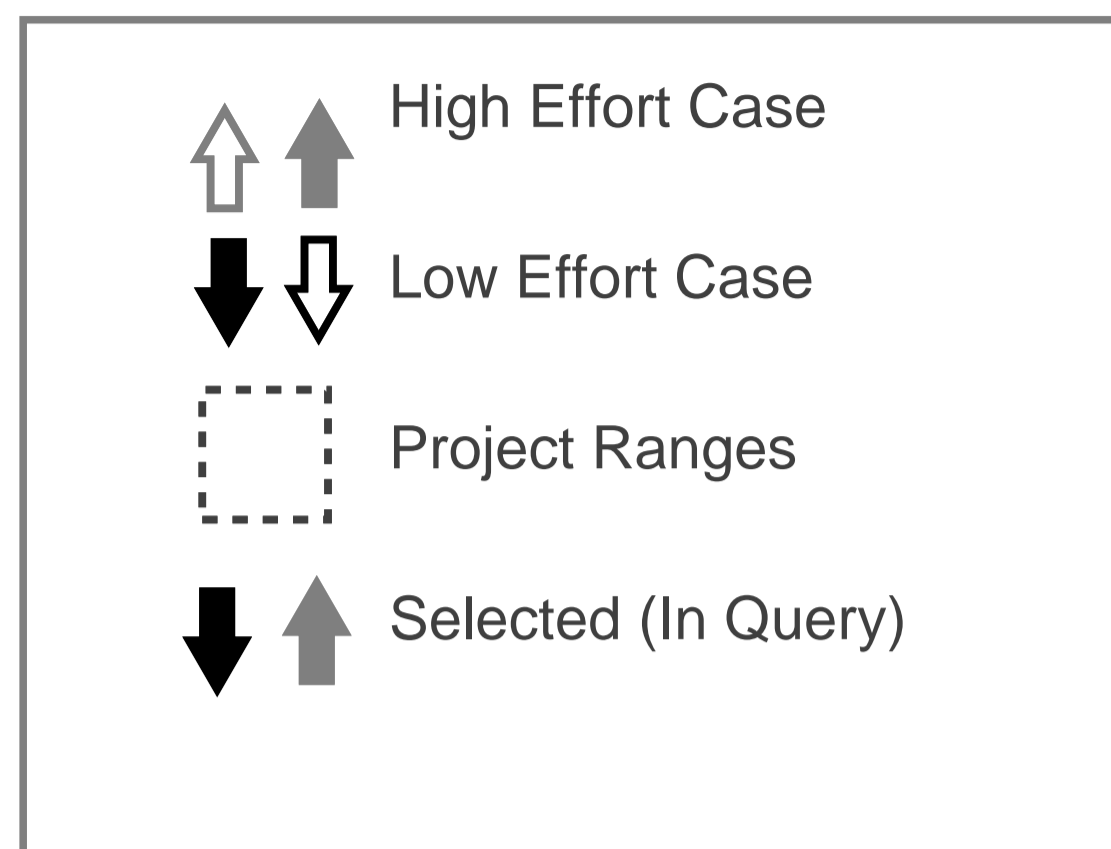 High Effort Case
Low Effort Case
Project Ranges
Selected (In Query)